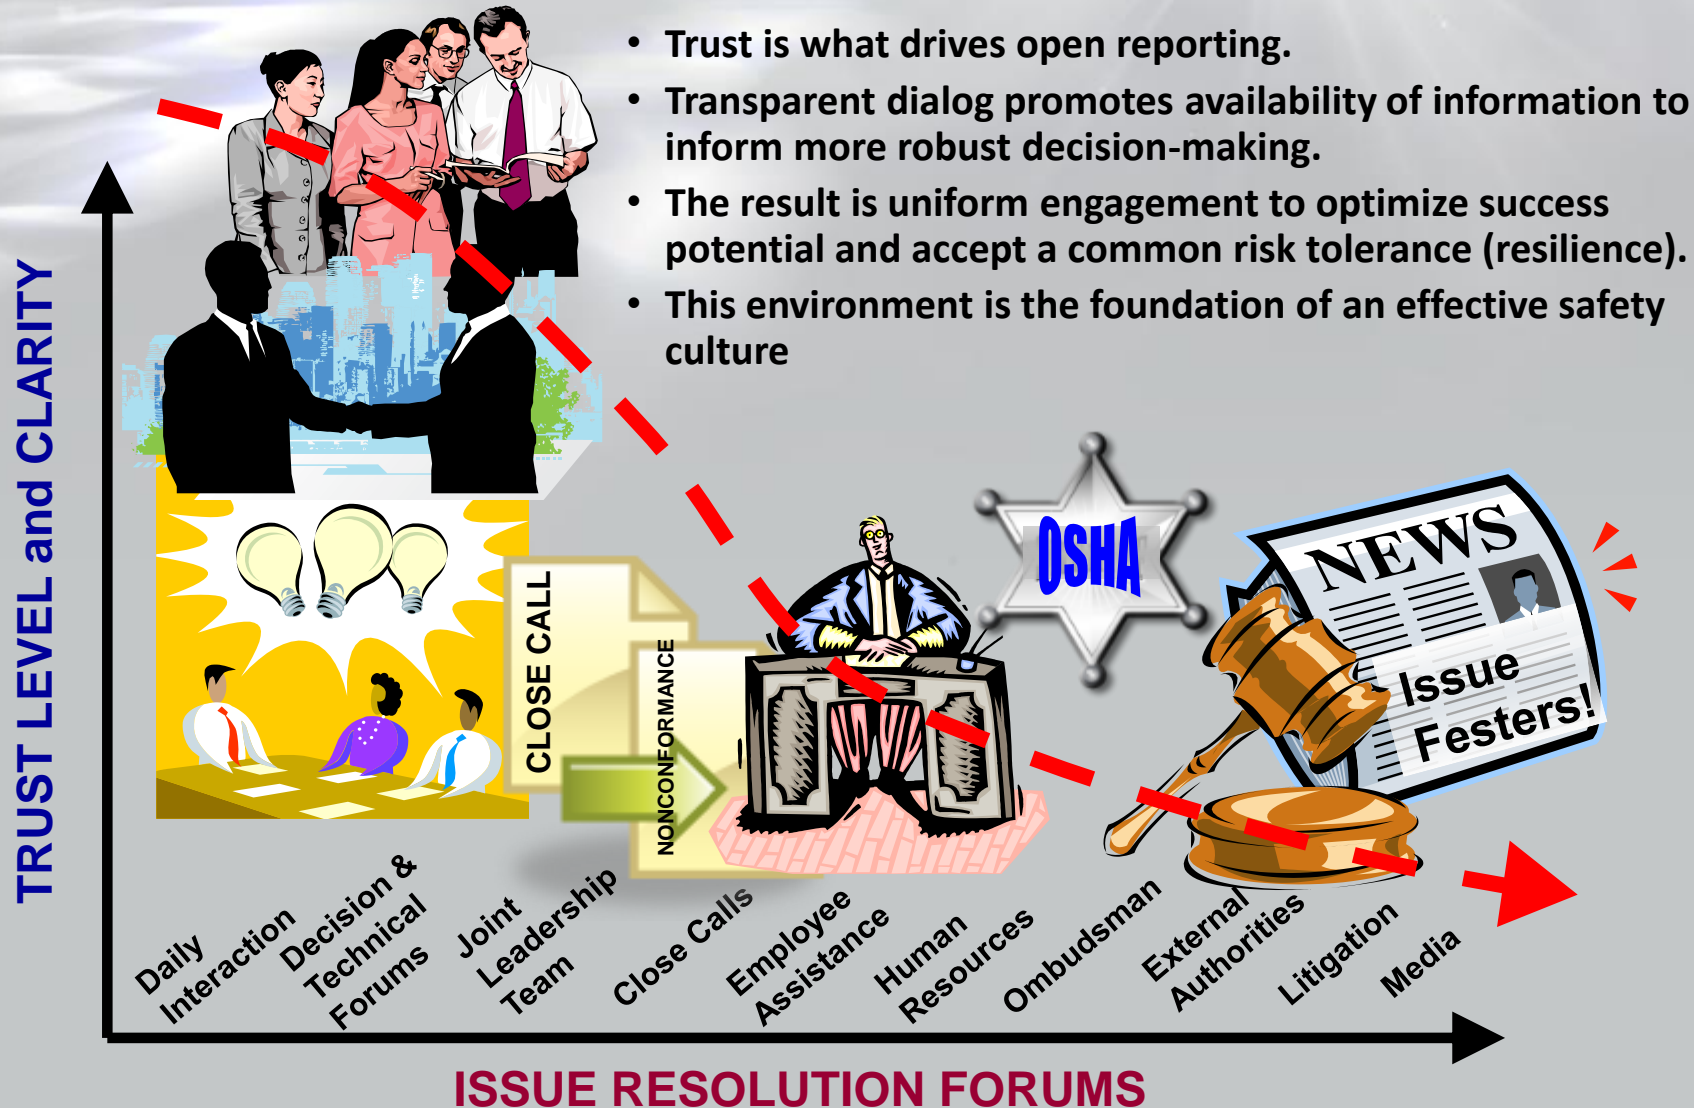 • Trust is what drives open reporting.
• Transparent dialog promotes availability of information to
inform more robust decision-making.
• The result is uniform engagement to optimize success
potential and accept a common risk tolerance (resilience).
• This environment is the foundation of an effective safety
culture
TRUST LEVEL and CLARITY
CLOSE CALL
NONCONFORMANCE
OSHA
NEWS
Issue
Festers!
Daily
Interaction
Decision &
Technical
Forums
Joint
Leadership
Team
Close Calls
Employee
Assistance
Human
Resources
Ombudsman
External
Authorities
Litigation
Media
ISSUE RESOLUTION FORUMS